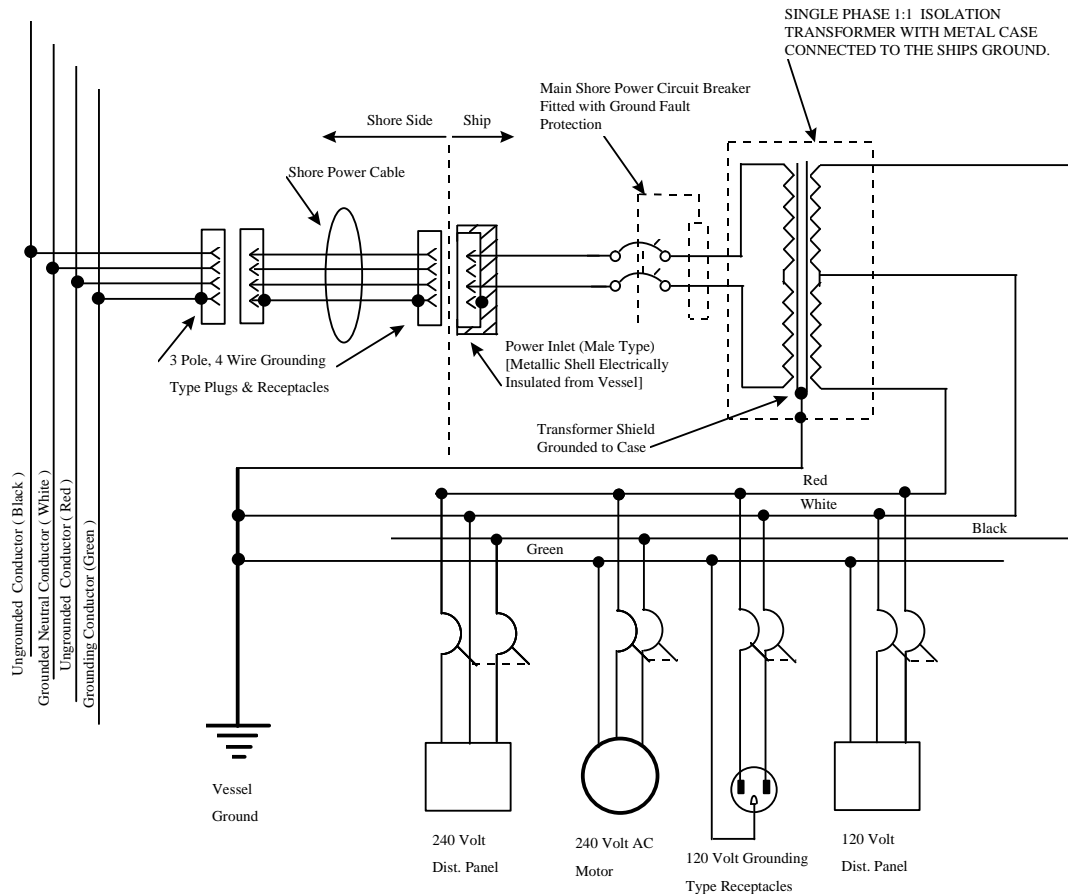 SINGLE PHASE 1:1 ISOLATION
TRANSFORMER WITH METAL CASE
CONNECTED TO THE SHIPS GROUND.
Main Shore Power Circuit Breaker
Fitted with Ground Fault
Protection
Shore Side
Ship
Shore Power Cable
3 Pole, 4 Wire Grounding
Type Plugs & Receptacles
Power Inlet (Male Type)
[Metallic Shell Electrically
Insulated from Vessel]
Transformer Shield
Grounded to Case
Ungrounded Conductor ( Black )
Grounded Neutral Conductor ( White )
Ungrounded Conductor ( Red )
Grounding Conductor (Green )
Red
White
Black
Green
Vessel
Ground
240 Volt
Dist. Panel
240 Volt AC
Motor
120 Volt Grounding
Type Receptacles
120 Volt
Dist. Panel